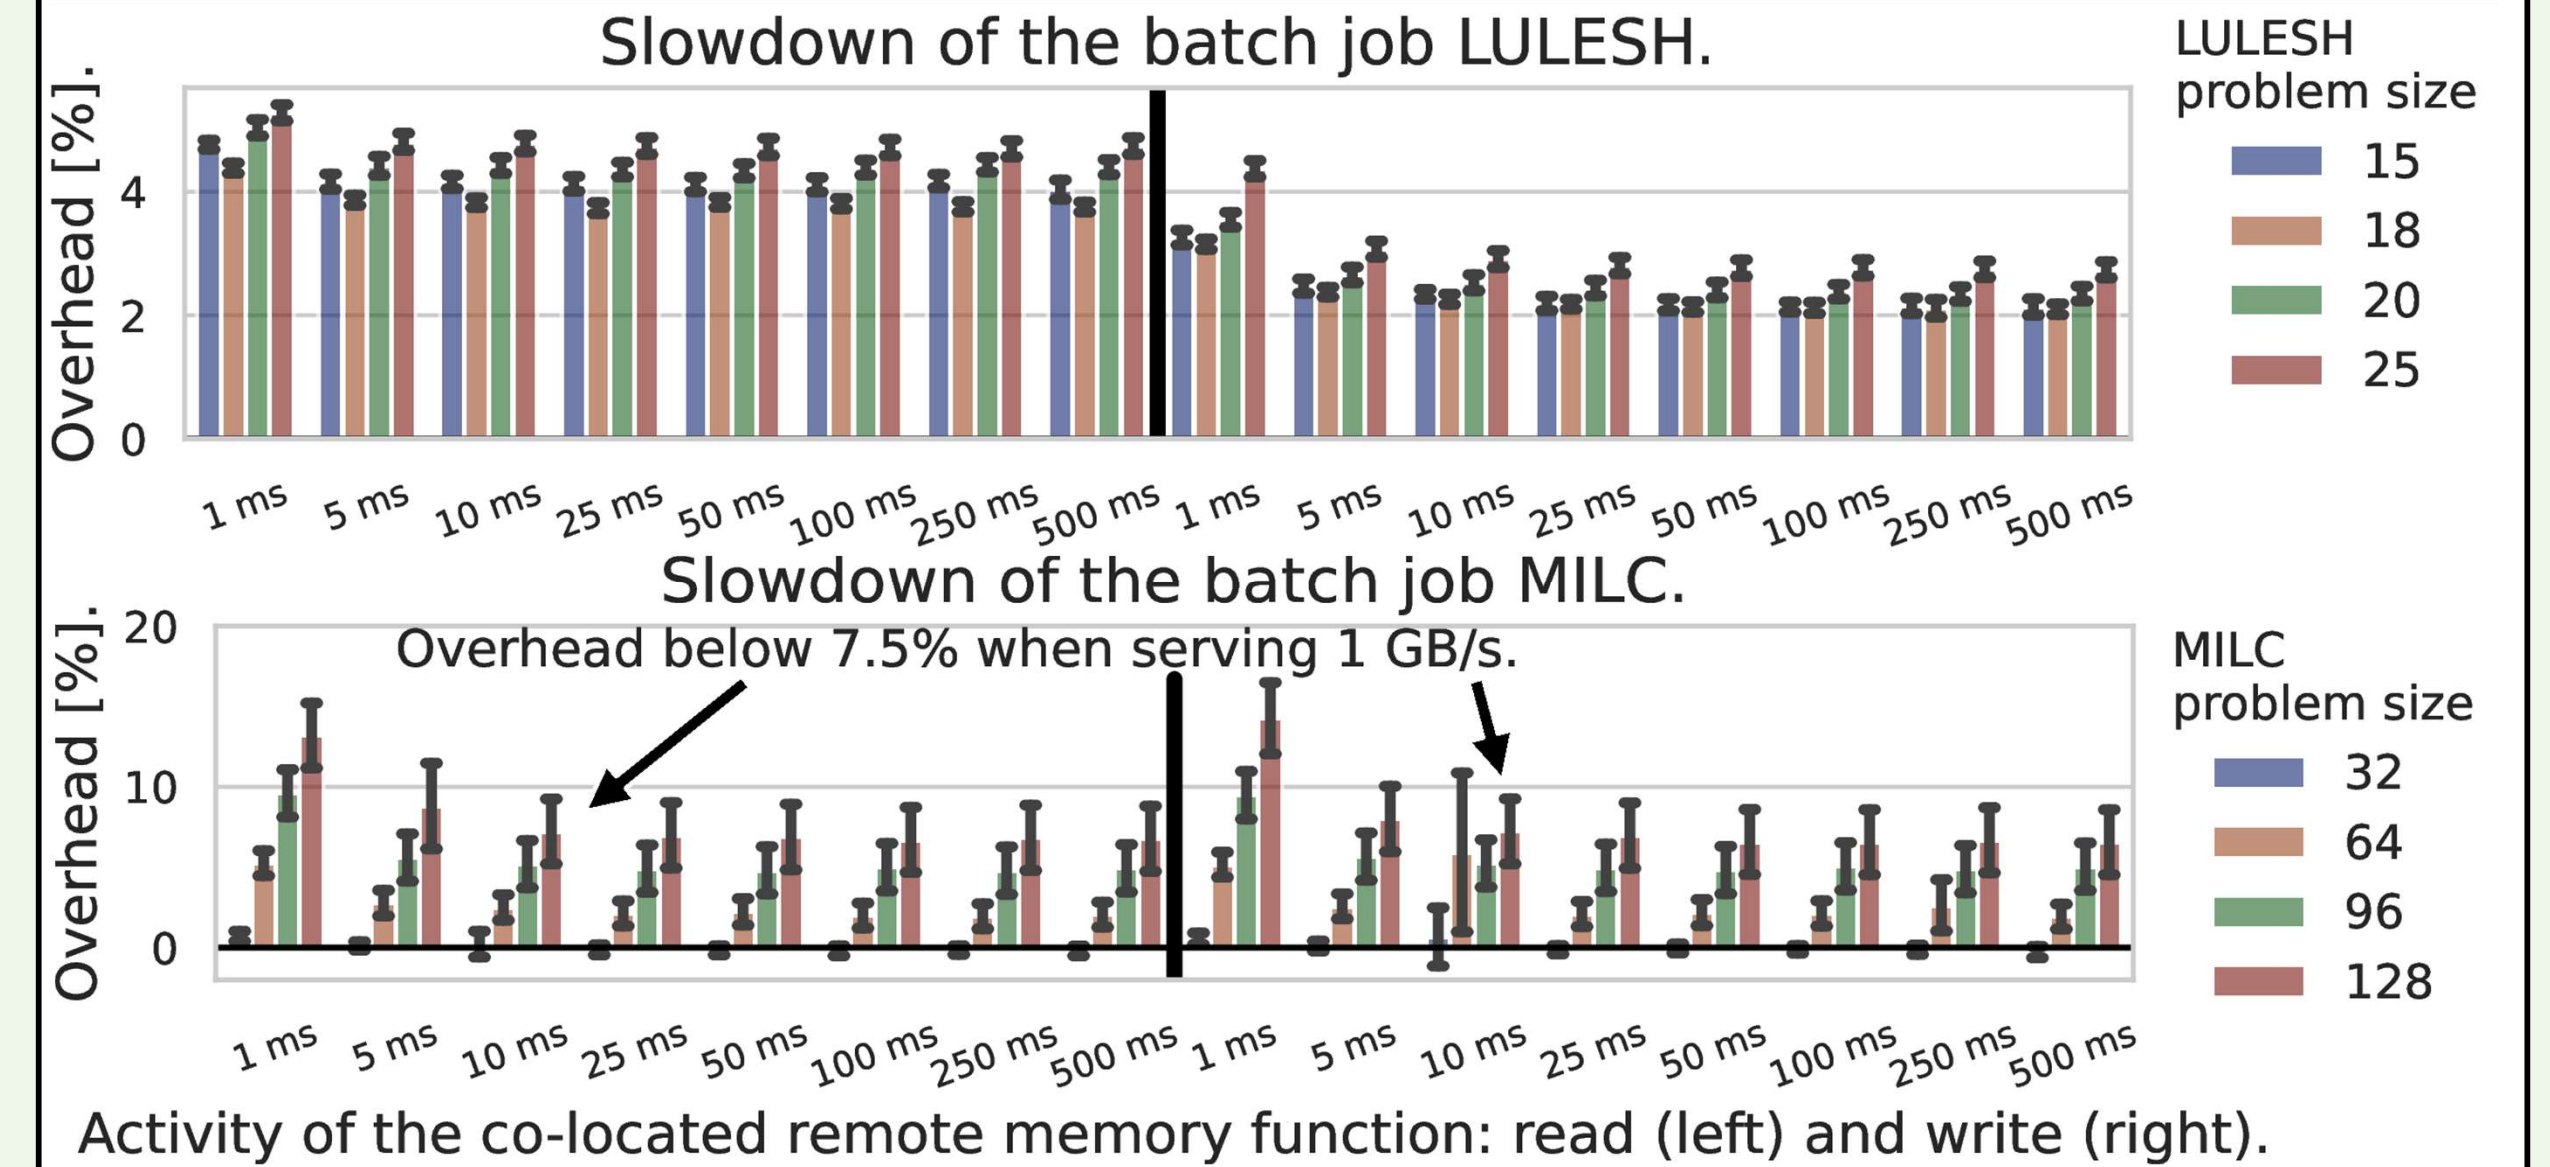 Slowdown of the batch job LULESH.
Overhead [%].
4
2
0
1 ms 5 ms 10 ms 25 ms 50 ms 100 ms 250 ms 500 ms 1 ms 5 ms 10 ms 25 ms 50 ms 100 ms 250 ms 500 ms
LULESH
problem size
15
18
20
25
Slowdown of the batch job MILC.
Overhead [%].
20
10
0
Overhead below 7.5% when serving 1 GB/s.
1 ms 5 ms 10 ms 25 ms 50 ms 100 ms 250 ms 500 ms 1 ms 5 ms 10 ms 25 ms 50 ms 100 ms 250 ms 500 ms
MILC
problem size
32
64
96
128
Activity of the co-located remote memory function: read (left) and write (right).